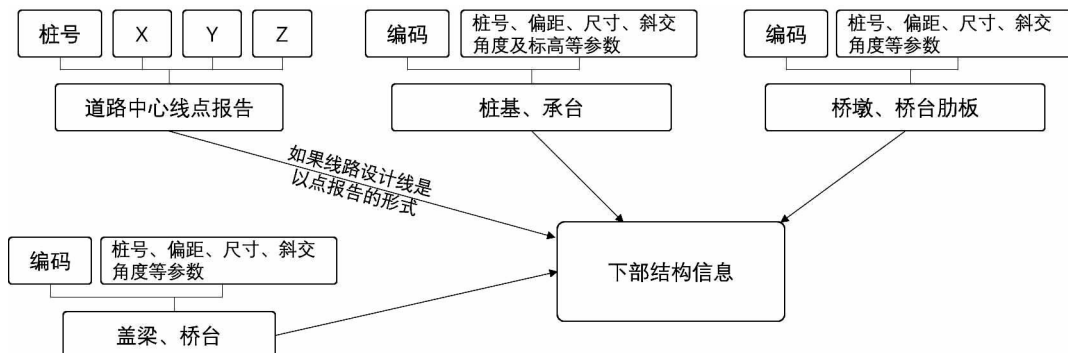 桩号
X
Y
Z
道路中心线点报告
编码
桩号、偏距、尺寸、斜交
角度及标高等参数
桩基、承台
编码
桩号、偏距、尺寸、斜交
角度等参数
桥墩、桥台肋板
如果线路设计线是
以点报告的形式
编码
桩号、偏距、尺寸、斜交
角度等参数
盖梁、桥台
下部结构信息